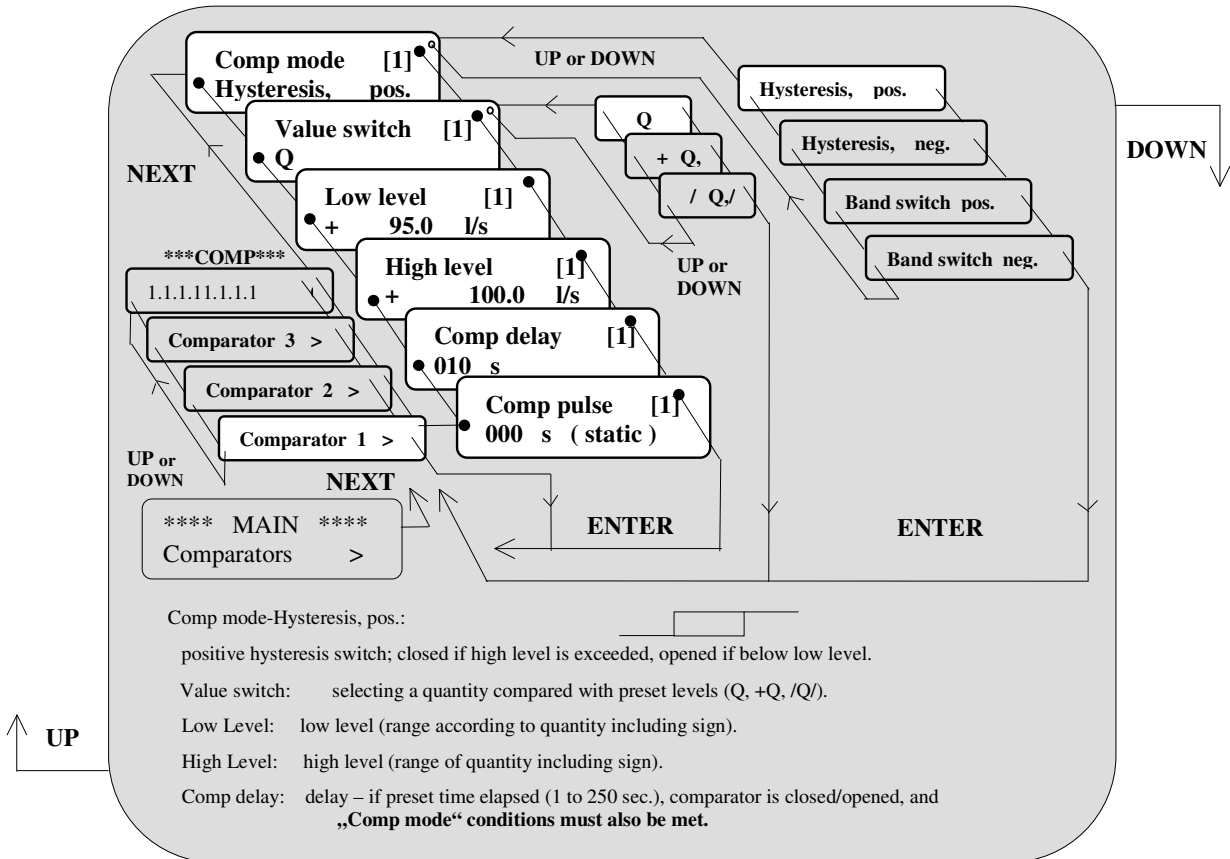 Comp mode [1]
Hysteresis, pos.
UP or DOWN
Hysteresis, pos.
Value switch [1]
Q
Q
Hysteresis, neg.
DOWN
+ Q,
NEXT
Low level [1]
+ 95.0 l/s
/ Q,/
Band switch pos.
***COMP***
High level [1]
+ 100.0 l/s
UP or
DOWN
Band switch neg.
1.1.1.11.1.1.1
Comparator 3 >
Comp delay [1]
010 s
Comparator 2 >
Comp pulse [1]
000 s ( static )
Comparator 1 >
UP or
DOWN
NEXT
**** MAIN ****
Comparators >
ENTER
ENTER
Comp mode-Hysteresis, pos.:
positive hysteresis switch; closed if high level is exceeded, opened if below low level.
Value switch: selecting a quantity compared with preset levels (Q, +Q, /Q/).
Low Level: low level (range according to quantity including sign).
UP
High Level: high level (range of quantity including sign).
Comp delay: delay – if preset time elapsed (1 to 250 sec.), comparator is closed/opened, and
„Comp mode“ conditions must also be met.